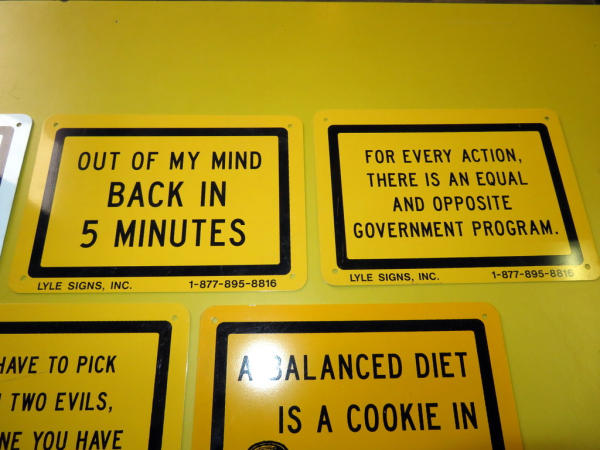 OUT OF MY MIND
BACK IN
5 MINUTES
LYLE SIGNS, INC. 1-877-895-8816
FOR EVERY ACTION,
THERE IS AN EQUAL
AND OPPOSITE
GOVERNMENT PROGRAM.
LYLE SIGNS, INC. 1-877-895-8816
HAVE TO PICK
TWO EVILS,
YOU HAVE
A BALANCED DIET
IS A COOKIE IN